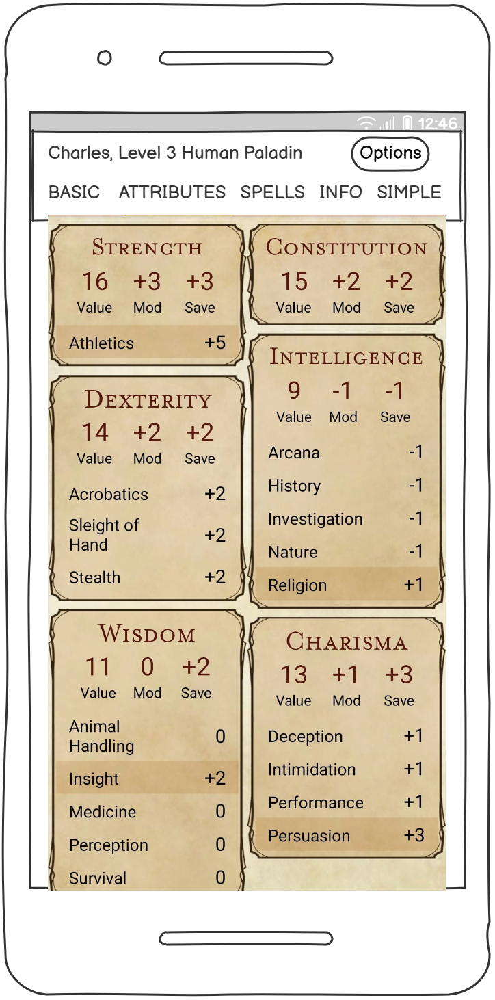 12:46
Charles, Level 3 Human Paladin
Options
BASIC ATTRIBUTES SPELLS INFO SIMPLE
STRENGTH
16 +3 +3
Value Mod Save
Athletics +5
DEXTERITY
14 +2 +2
Value Mod Save
Acrobatics +2
Sleight of
Hand +2
Stealth +2
WISDOM
11 0 +2
Value Mod Save
Animal
Handling 0
Insight +2
Medicine 0
Perception 0
Survival 0
CONSTITUTION
15 +2 +2
Value Mod Save
INTELLIGENCE
9 -1 -1
Value Mod Save
Arcana -1
History -1
Investigation -1
Nature -1
Religion +1
CHARISMA
13 +1 +3
Value Mod Save
Deception +1
Intimidation +1
Performance +1
Persuasion +3